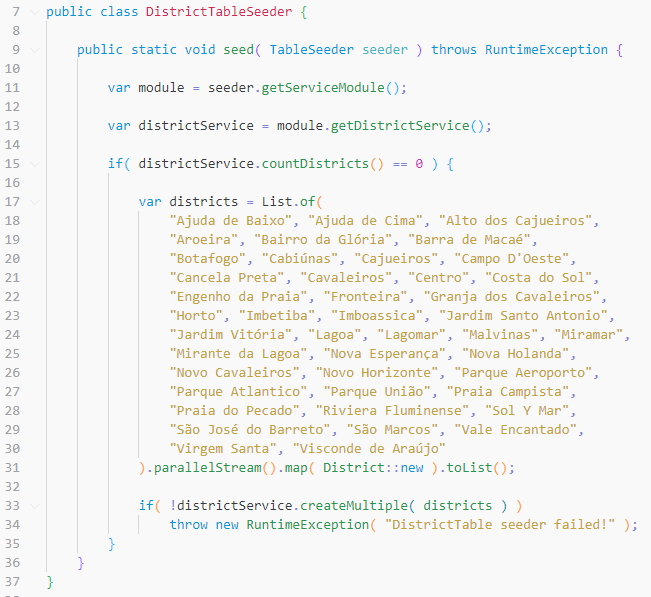 7 public class DistrictTableSeeder {
8
9 public static void seed( TableSeeder seeder ) throws RuntimeException {
10
11 var module = seeder.getServiceModule();
12
13 var districtService = module.getDistrictService();
14
15 if( districtService.countDistricts() == 0 ) {
16
17 var districts = List.of(
18 "Ajuda de Baixo", "Ajuda de Cima", "Alto dos Cajueiros",
19 "Aroeira", "Bairro da Glória", "Barra de Macaé",
20 "Botafogo", "Cabiúnas", "Cajueiros", "Campo D'Oeste",
21 "Cancela Preta", "Cavaleiros", "Centro", "Costa do Sol",
22 "Engenho da Praia", "Fronteira", "Granja dos Cavaleiros",
23 "Horto", "Imbetiba", "Imboassica", "Jardim Santo Antonio",
24 "Jardim Vitória", "Lagoa", "Lagomar", "Malvinas", "Miramar",
25 "Mirante da Lagoa", "Nova Esperança", "Nova Holanda",
26 "Novo Cavaleiros", "Novo Horizonte", "Parque Aeroporto",
27 "Parque Atlantico", "Parque União", "Praia Campista",
28 "Praia do Pecado", "Riviera Fluminense", "Sol Y Mar",
29 "São José do Barreto", "São Marcos", "Vale Encantado",
30 "Virgem Santa", "Visconde de Araújo"
31 ).parallelStream().map( District::new ).toList();
32
33 if( !districtService.createMultiple( districts ) )
34 throw new RuntimeException( "DistrictTable seeder failed!" );
35 }
36 }
37 }